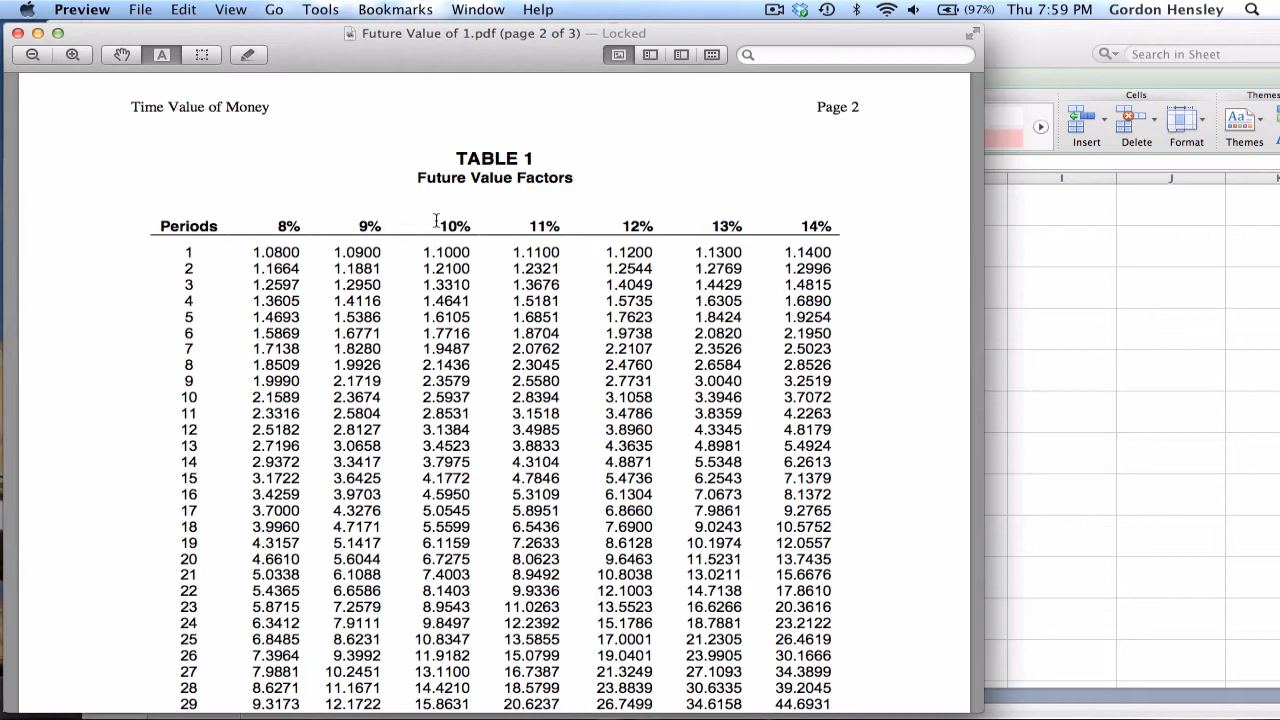 Preview File Edit View Go Tools Bookmarks Window Help (97%) Thu 7:59 PM Gordon Hensley
Future Value of 1.pdf (page 2 of 3) — Locked
Search in Sheet
Cells Themes
Insert Delete Format Themes
I J
Time Value of Money Page 2
TABLE 1
Future Value Factors
Periods 8% 9% 10% 11% 12% 13% 14%
1 1.0800 1.0900 1.1000 1.1100 1.1200 1.1300 1.1400
2 1.1664 1.1881 1.2100 1.2321 1.2544 1.2769 1.2996
3 1.2597 1.2950 1.3310 1.3676 1.4049 1.4429 1.4815
4 1.3605 1.4116 1.4641 1.5181 1.5735 1.6305 1.6890
5 1.4693 1.5386 1.6105 1.6851 1.7623 1.8424 1.9254
6 1.5869 1.6771 1.7716 1.8704 1.9738 2.0820 2.1950
7 1.7138 1.8280 1.9487 2.0762 2.2107 2.3526 2.5023
8 1.8509 1.9926 2.1436 2.3045 2.4760 2.6584 2.8526
9 1.9990 2.1719 2.3579 2.5580 2.7731 3.0040 3.2519
10 2.1589 2.3674 2.5937 2.8394 3.1058 3.3946 3.7072
11 2.3316 2.5804 2.8531 3.1518 3.4786 3.8359 4.2263
12 2.5182 2.8127 3.1384 3.4985 3.8960 4.3345 4.8179
13 2.7196 3.0658 3.4523 3.8833 4.3635 4.8981 5.4924
14 2.9372 3.3417 3.7975 4.3104 4.8871 5.5348 6.2613
15 3.1722 3.6425 4.1772 4.7846 5.4736 6.2543 7.1379
16 3.4259 3.9703 4.5950 5.3109 6.1304 7.0673 8.1372
17 3.7000 4.3276 5.0545 5.8951 6.8660 7.9861 9.2765
18 3.9960 4.7171 5.5599 6.5436 7.6900 9.0243 10.5752
19 4.3157 5.1417 6.1159 7.2633 8.6128 10.1974 12.0557
20 4.6610 5.6044 6.7275 8.0623 9.6463 11.5231 13.7435
21 5.0338 6.1088 7.4003 8.9492 10.8038 13.0211 15.6676
22 5.4365 6.6586 8.1403 9.9336 12.1003 14.7138 17.8610
23 5.8715 7.2579 8.9543 11.0263 13.5523 16.6266 20.3616
24 6.3412 7.9111 9.8497 12.2392 15.1786 18.7881 23.2122
25 6.8485 8.6231 10.8347 13.5855 17.0001 21.2305 26.4619
26 7.3964 9.3992 11.9182 15.0799 19.0401 23.9905 30.1666
27 7.9881 10.2451 13.1100 16.7387 21.3249 27.1093 34.3899
28 8.6271 11.1671 14.4210 18.5799 23.8839 30.6335 39.2045
29 9.3173 12.1722 15.8631 20.6237 26.7499 34.6158 44.6931